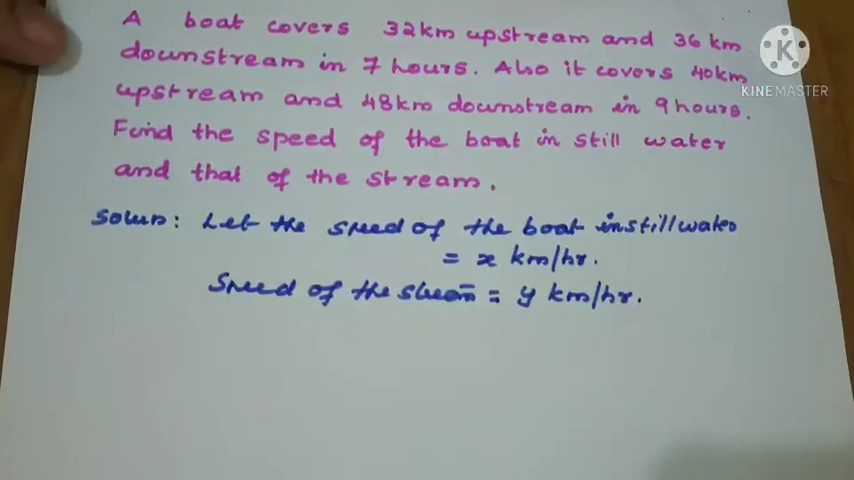 A boat covers 32km upstream and 36 km
downstream in 7 hours. Also it covers 40km
upstream and 48km downstream in 9 hours.
Find the speed of the boat in still water
and that of the stream.
Solun: Let the speed of the boat in still water
= x km/hr.
Speed of the stream = y km/hr.
K
KINEMASTER